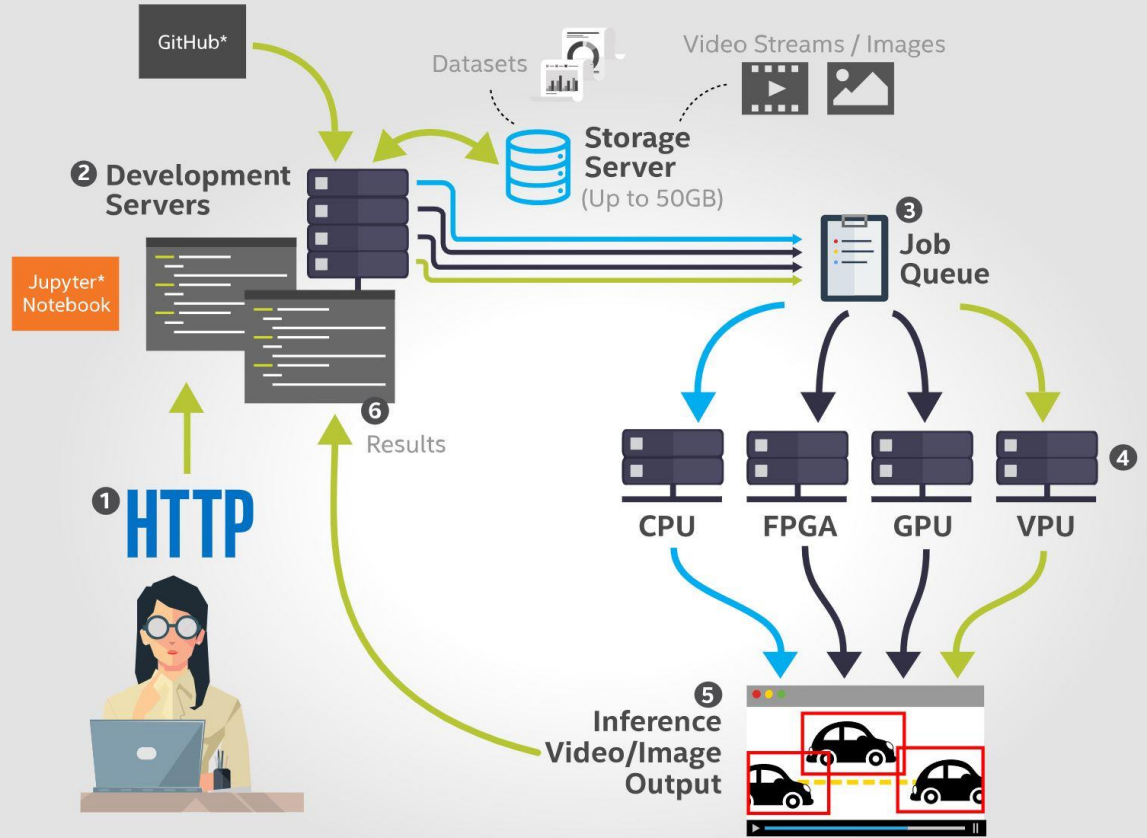 GitHub*
Datasets
Video Streams / Images
Storage
Server
(Up to 50GB)
2 Development
Servers
3
Job
Queue
Jupyter*
Notebook
6
Results
4
1 HTTP
CPU
FPGA
GPU
VPU
5
Inference
Video/Image
Output